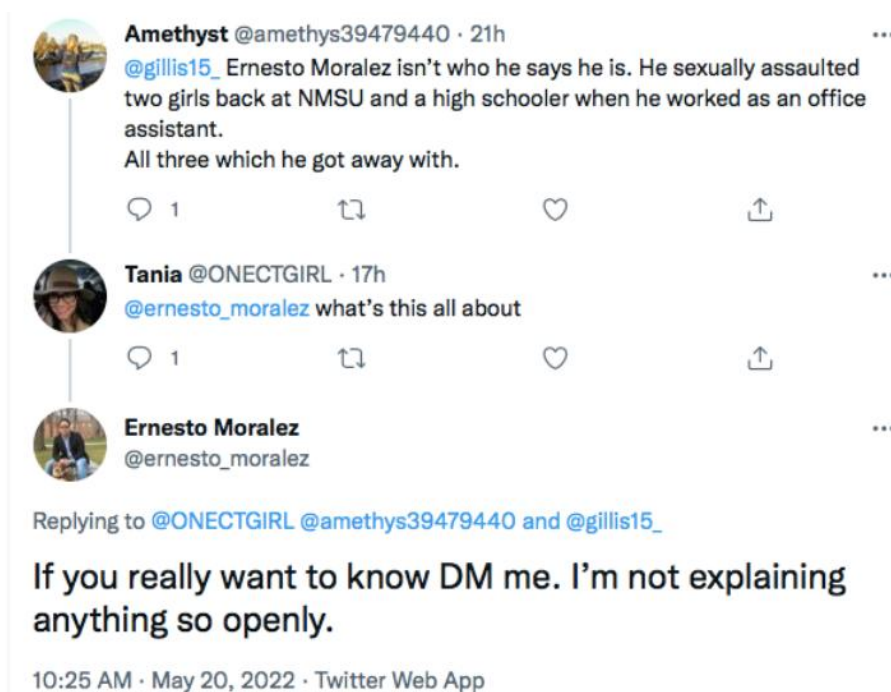 Amethyst @amethys39479440 · 21h
@gillis15_ Ernesto Moralez isn't who he says he is. He sexually assaulted
two girls back at NMSU and a high schooler when he worked as an office
assistant.
All three which he got away with.
1
Tania @ONECTGIRL · 17h
@ernesto_moralez what's this all about
1
Ernesto Moralez
@ernesto_moralez
Replying to @ONECTGIRL @amethys39479440 and @gillis15_
If you really want to know DM me. I'm not explaining
anything so openly.
10:25 AM · May 20, 2022 · Twitter Web App